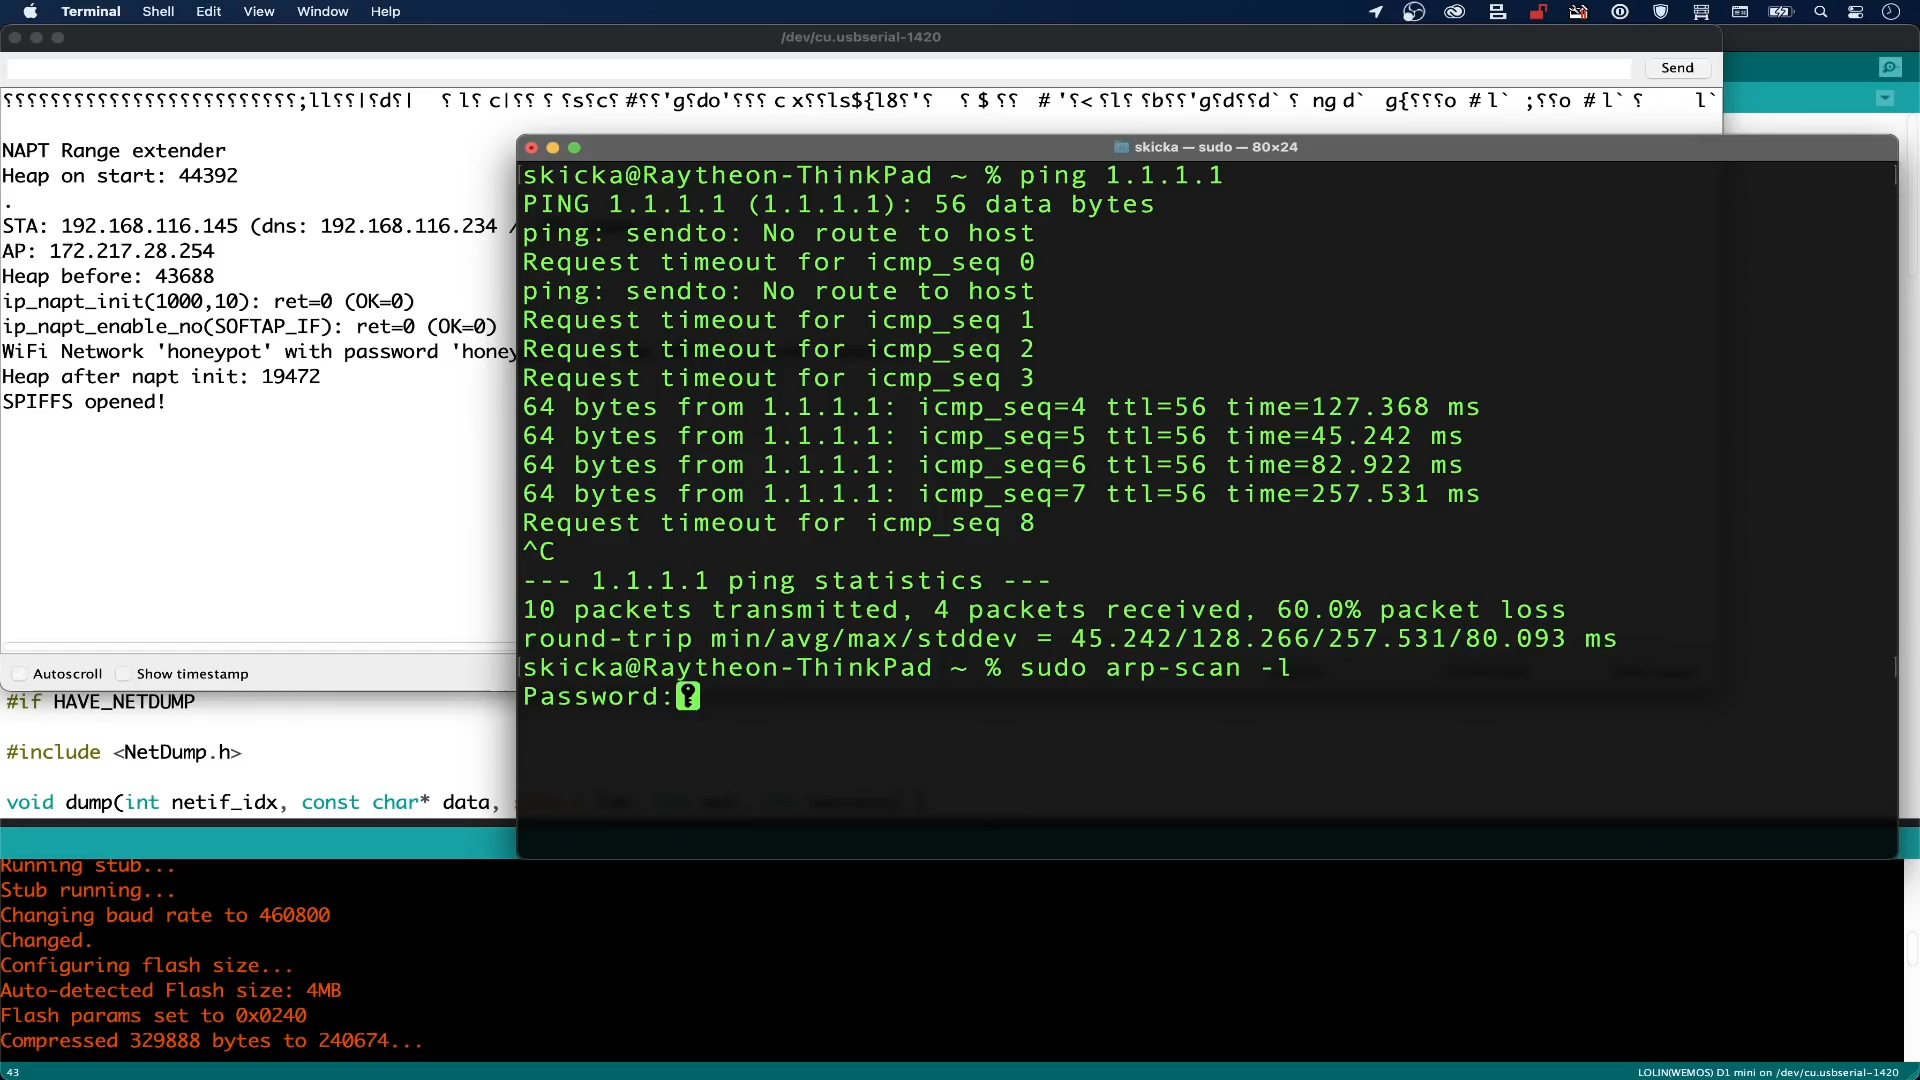 Terminal Shell Edit View Window Help
/dev/cu.usbserial-1420
Send
NAPT Range extender
Heap on start: 44392
.
STA: 192.168.116.145 (dns: 192.168.116.234 /
AP: 172.217.28.254
Heap before: 43688
ip_napt_init(1000,10): ret=0 (OK=0)
ip_napt_enable_no(SOFTAP_IF): ret=0 (OK=0)
WiFi Network 'honeypot' with password 'honey
Heap after napt init: 19472
SPIFFS opened!
Autoscroll Show timestamp
skicka — sudo — 80×24
skicka@Raytheon-ThinkPad ~ % ping 1.1.1.1
PING 1.1.1.1 (1.1.1.1): 56 data bytes
ping: sendto: No route to host
Request timeout for icmp_seq 0
ping: sendto: No route to host
Request timeout for icmp_seq 1
Request timeout for icmp_seq 2
Request timeout for icmp_seq 3
64 bytes from 1.1.1.1: icmp_seq=4 ttl=56 time=127.368 ms
64 bytes from 1.1.1.1: icmp_seq=5 ttl=56 time=45.242 ms
64 bytes from 1.1.1.1: icmp_seq=6 ttl=56 time=82.922 ms
64 bytes from 1.1.1.1: icmp_seq=7 ttl=56 time=257.531 ms
Request timeout for icmp_seq 8
^C
--- 1.1.1.1 ping statistics ---
10 packets transmitted, 4 packets received, 60.0% packet loss
round-trip min/avg/max/stddev = 45.242/128.266/257.531/80.093 ms
skicka@Raytheon-ThinkPad ~ % sudo arp-scan -l
Password:
#if HAVE_NETDUMP
#include <NetDump.h>
void dump(int netif_idx, const char* data,
Running stub...
Stub running...
Changing baud rate to 460800
Changed.
Configuring flash size...
Auto-detected Flash size: 4MB
Flash params set to 0x0240
Compressed 329888 bytes to 240674...
43
LOLIN(WEMOS) D1 mini on /dev/cu.usbserial-1420